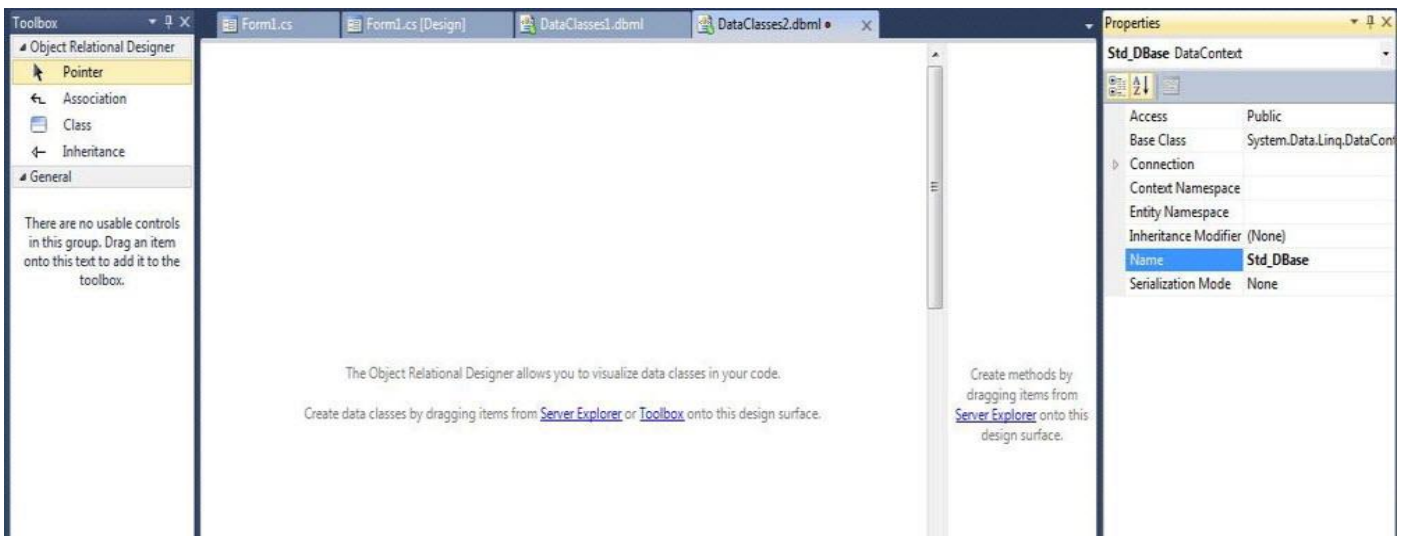 Toolbox
Form1.cs
Form1.cs [Design]
DataClasses1.dbml
DataClasses2.dbml
Properties
Object Relational Designer
Pointer
Association
Class
Inheritance
General
There are no usable controls
in this group. Drag an item
onto this text to add it to the
toolbox.
The Object Relational Designer allows you to visualize data classes in your code.
Create data classes by dragging items from Server Explorer or Toolbox onto this design surface.
Create methods by
dragging items from
Server Explorer onto this
design surface.
Std_DBase DataContext
Access Public
Base Class System.Data.Linq.DataCont
Connection
Context Namespace
Entity Namespace
Inheritance Modifier (None)
Name Std_DBase
Serialization Mode None